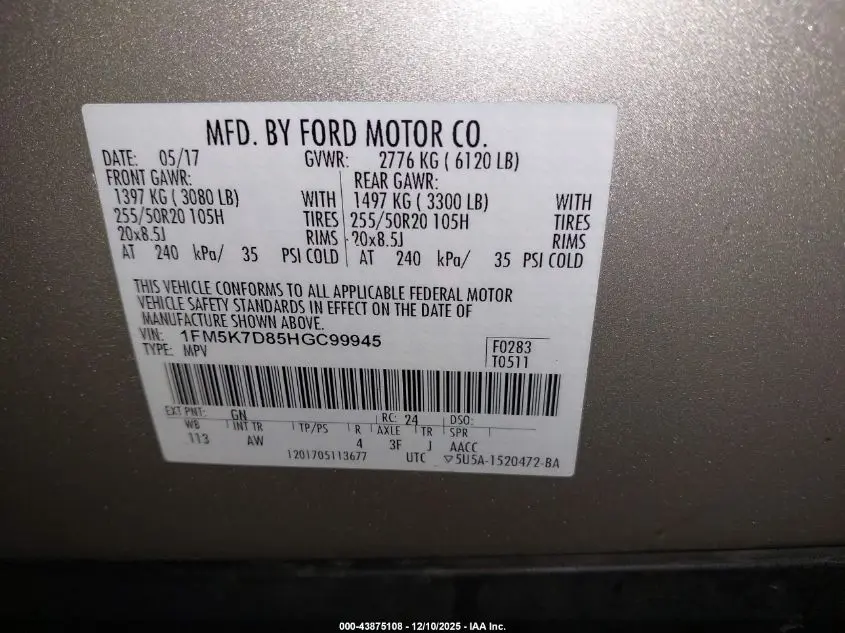 MFD. BY FORD MOTOR CO.
DATE: 05/17 GVWR: 2776 KG ( 6120 LB)
FRONT GAWR: REAR GAWR:
1397 KG ( 3080 LB) WITH 1497 KG ( 3300 LB) WITH
255/50R20 105H TIRES 255/50R20 105H TIRES
20x8.5J RIMS 20x8.5J RIMS
AT 240 kPa/ 35 PSI COLD AT 240 kPa/ 35 PSI COLD
THIS VEHICLE CONFORMS TO ALL APPLICABLE FEDERAL MOTOR
VEHICLE SAFETY STANDARDS IN EFFECT ON THE DATE OF
MANUFACTURE SHOWN ABOVE.
VIN: 1FM5K7D85HGC99945
TYPE: MPV
F0283
T0511
EXT PNT: GN RC: 24 DSO:
WB INT TR TP/PS R AXLE TR SPR
113 AW 4 3F J AACC
1201705113677 UTC ▽5U5A-1520472-BA
000-43875108 - 12/10/2025 - IAA Inc.